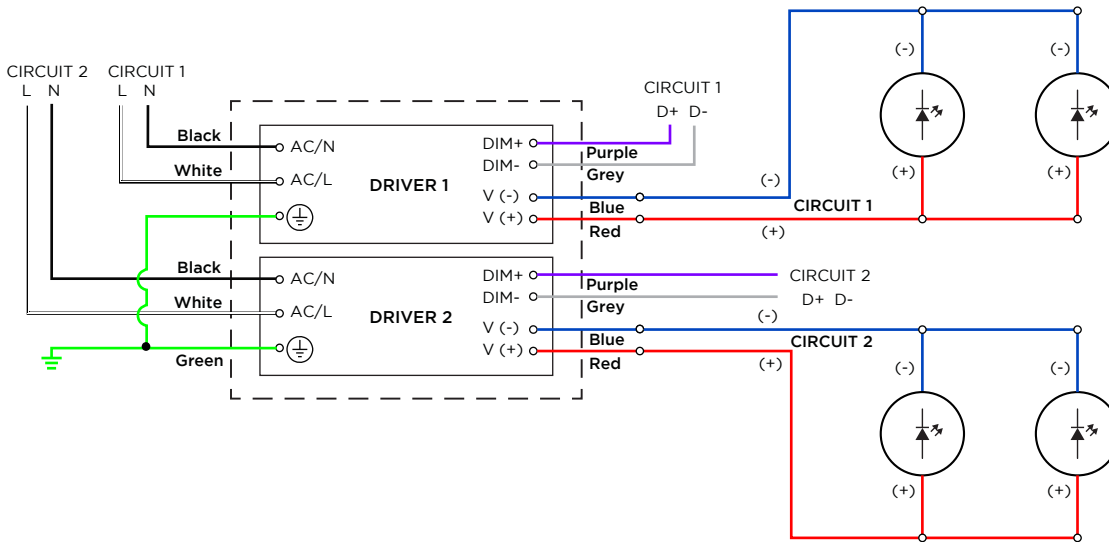 CIRCUIT 2 CIRCUIT 1
L N L N
CIRCUIT 1
D+ D-
Black
AC/N
White
AC/L
DRIVER 1
DIM+
DIM-
V (-)
V (+)
Purple
Grey
Blue
Red
(-)
CIRCUIT 1
(+)
(-)
(-)
(+)
(+)
Black
AC/N
White
AC/L
Green
DRIVER 2
DIM+
DIM-
V (-)
V (+)
Purple
Grey
Blue
Red
CIRCUIT 2
D+ D-
(-)
CIRCUIT 2
(+)
(-)
(-)
(+)
(+)